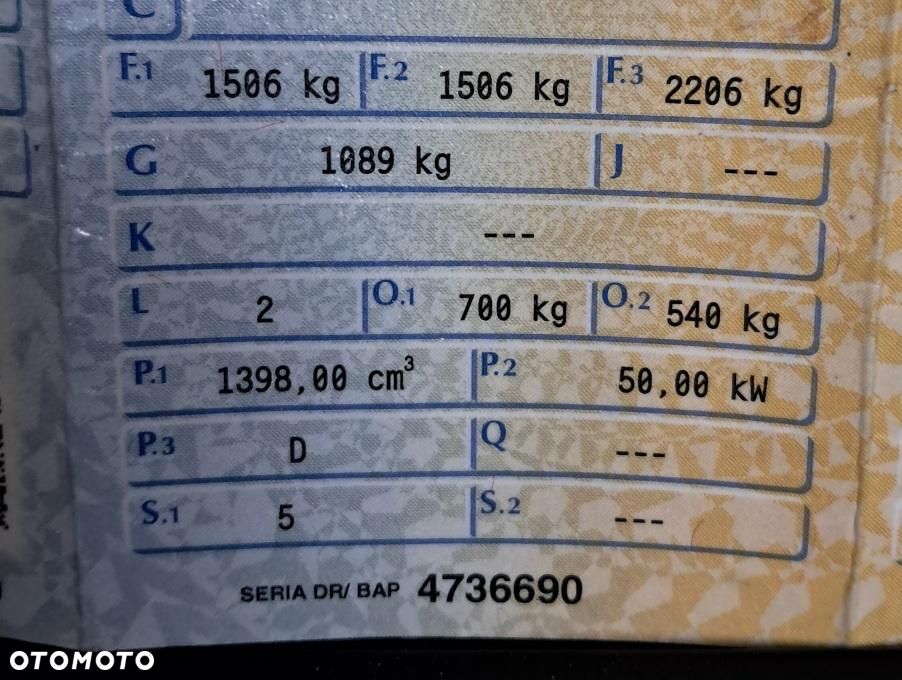 C
F.1 1506 kg F.2 1506 kg F.3 2206 kg
G 1089 kg J ---
K ---
L 2 O.1 700 kg O.2 540 kg
P.1 1398,00 cm³ P.2 50,00 kW
P.3 D Q ---
S.1 5 S.2 ---
SERIA DR/ BAP 4736690
OTOMOTO